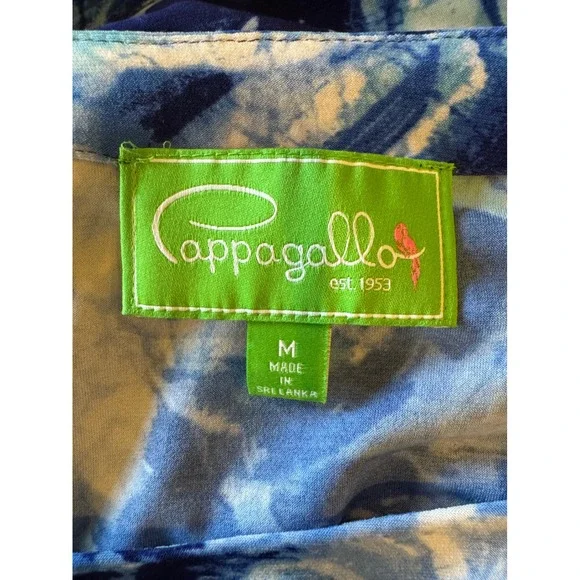 Pappagallo
est. 1953
M
MADE
IN
SRI LANKA